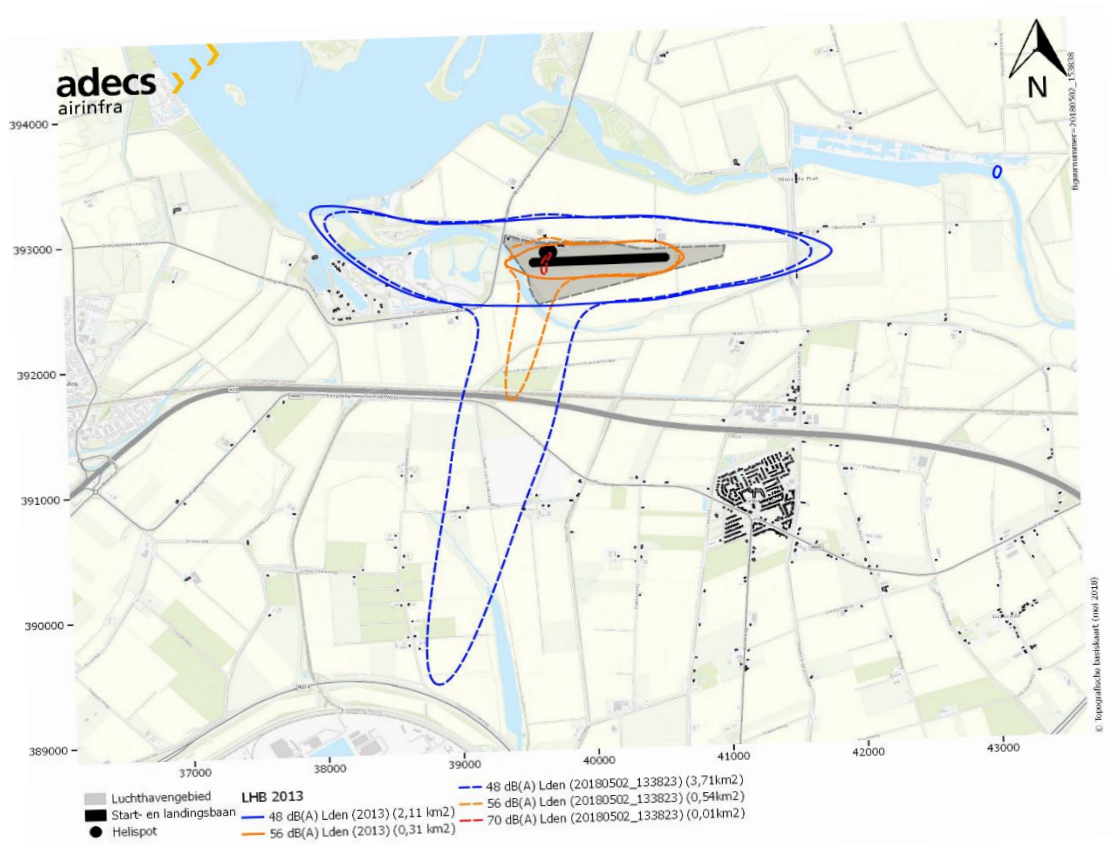 adecs
airinfra
N
figuurnummer=20180502_153838
394000
393000
392000
391000
390000
389000
37000
38000
39000
40000
41000
42000
43000
© Topografische basiskaart (mei 2018)
Luchthavengebied
Start- en landingsbaan
Helispot
LHB 2013
48 dB(A) Lden (2013) (2,11 km2)
56 dB(A) Lden (2013) (0,31 km2)
48 dB(A) Lden (20180502_133823) (3,71km2)
56 dB(A) Lden (20180502_133823) (0,54km2)
70 dB(A) Lden (20180502_133823) (0,01km2)